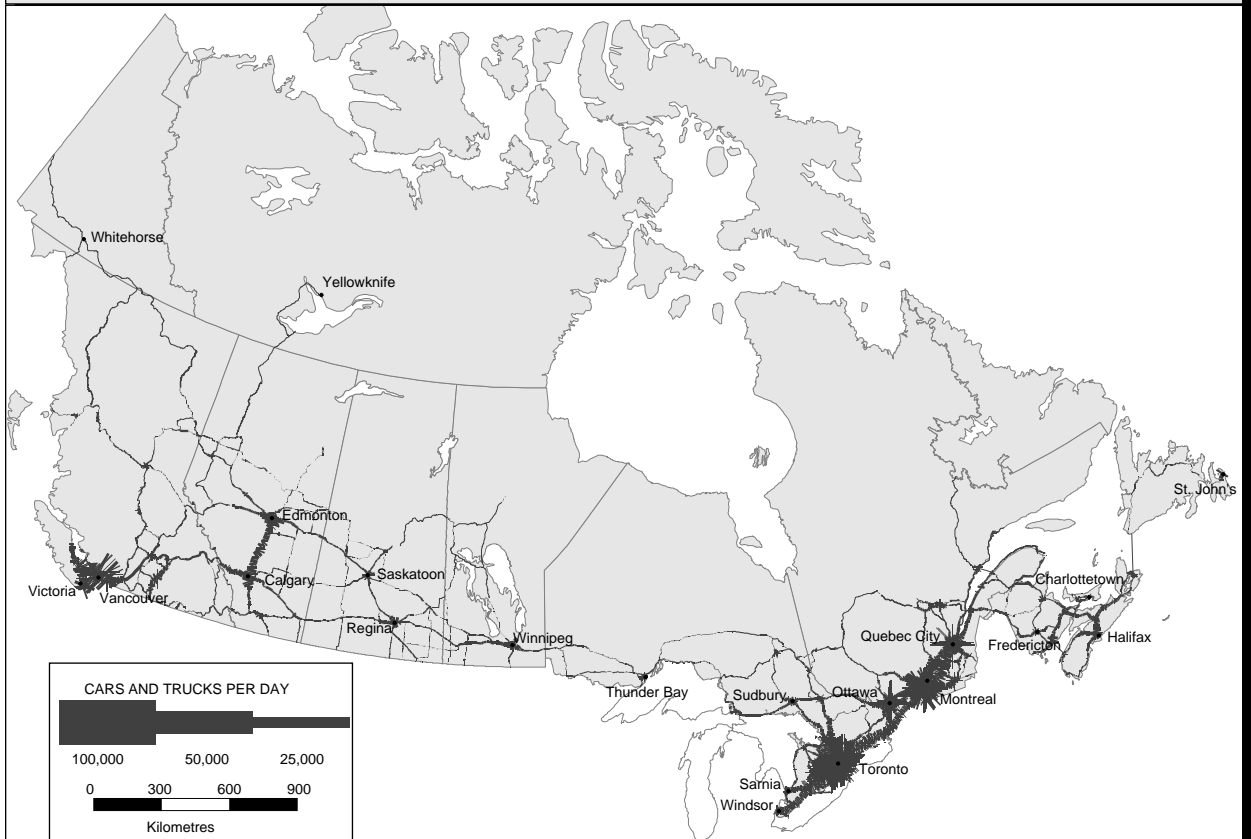 Whitehorse
Yellowknife
St. John's
Edmonton
Saskatoon
Calgary
Charlottetown
Victoria
Vancouver
Regina
Winnipeg
Quebec City
Fredericton
Halifax
Thunder Bay
Sudbury
Ottawa
Montreal
Toronto
Sarnia
Windsor
CARS AND TRUCKS PER DAY
100,000 50,000 25,000
0 300 600 900
Kilometres